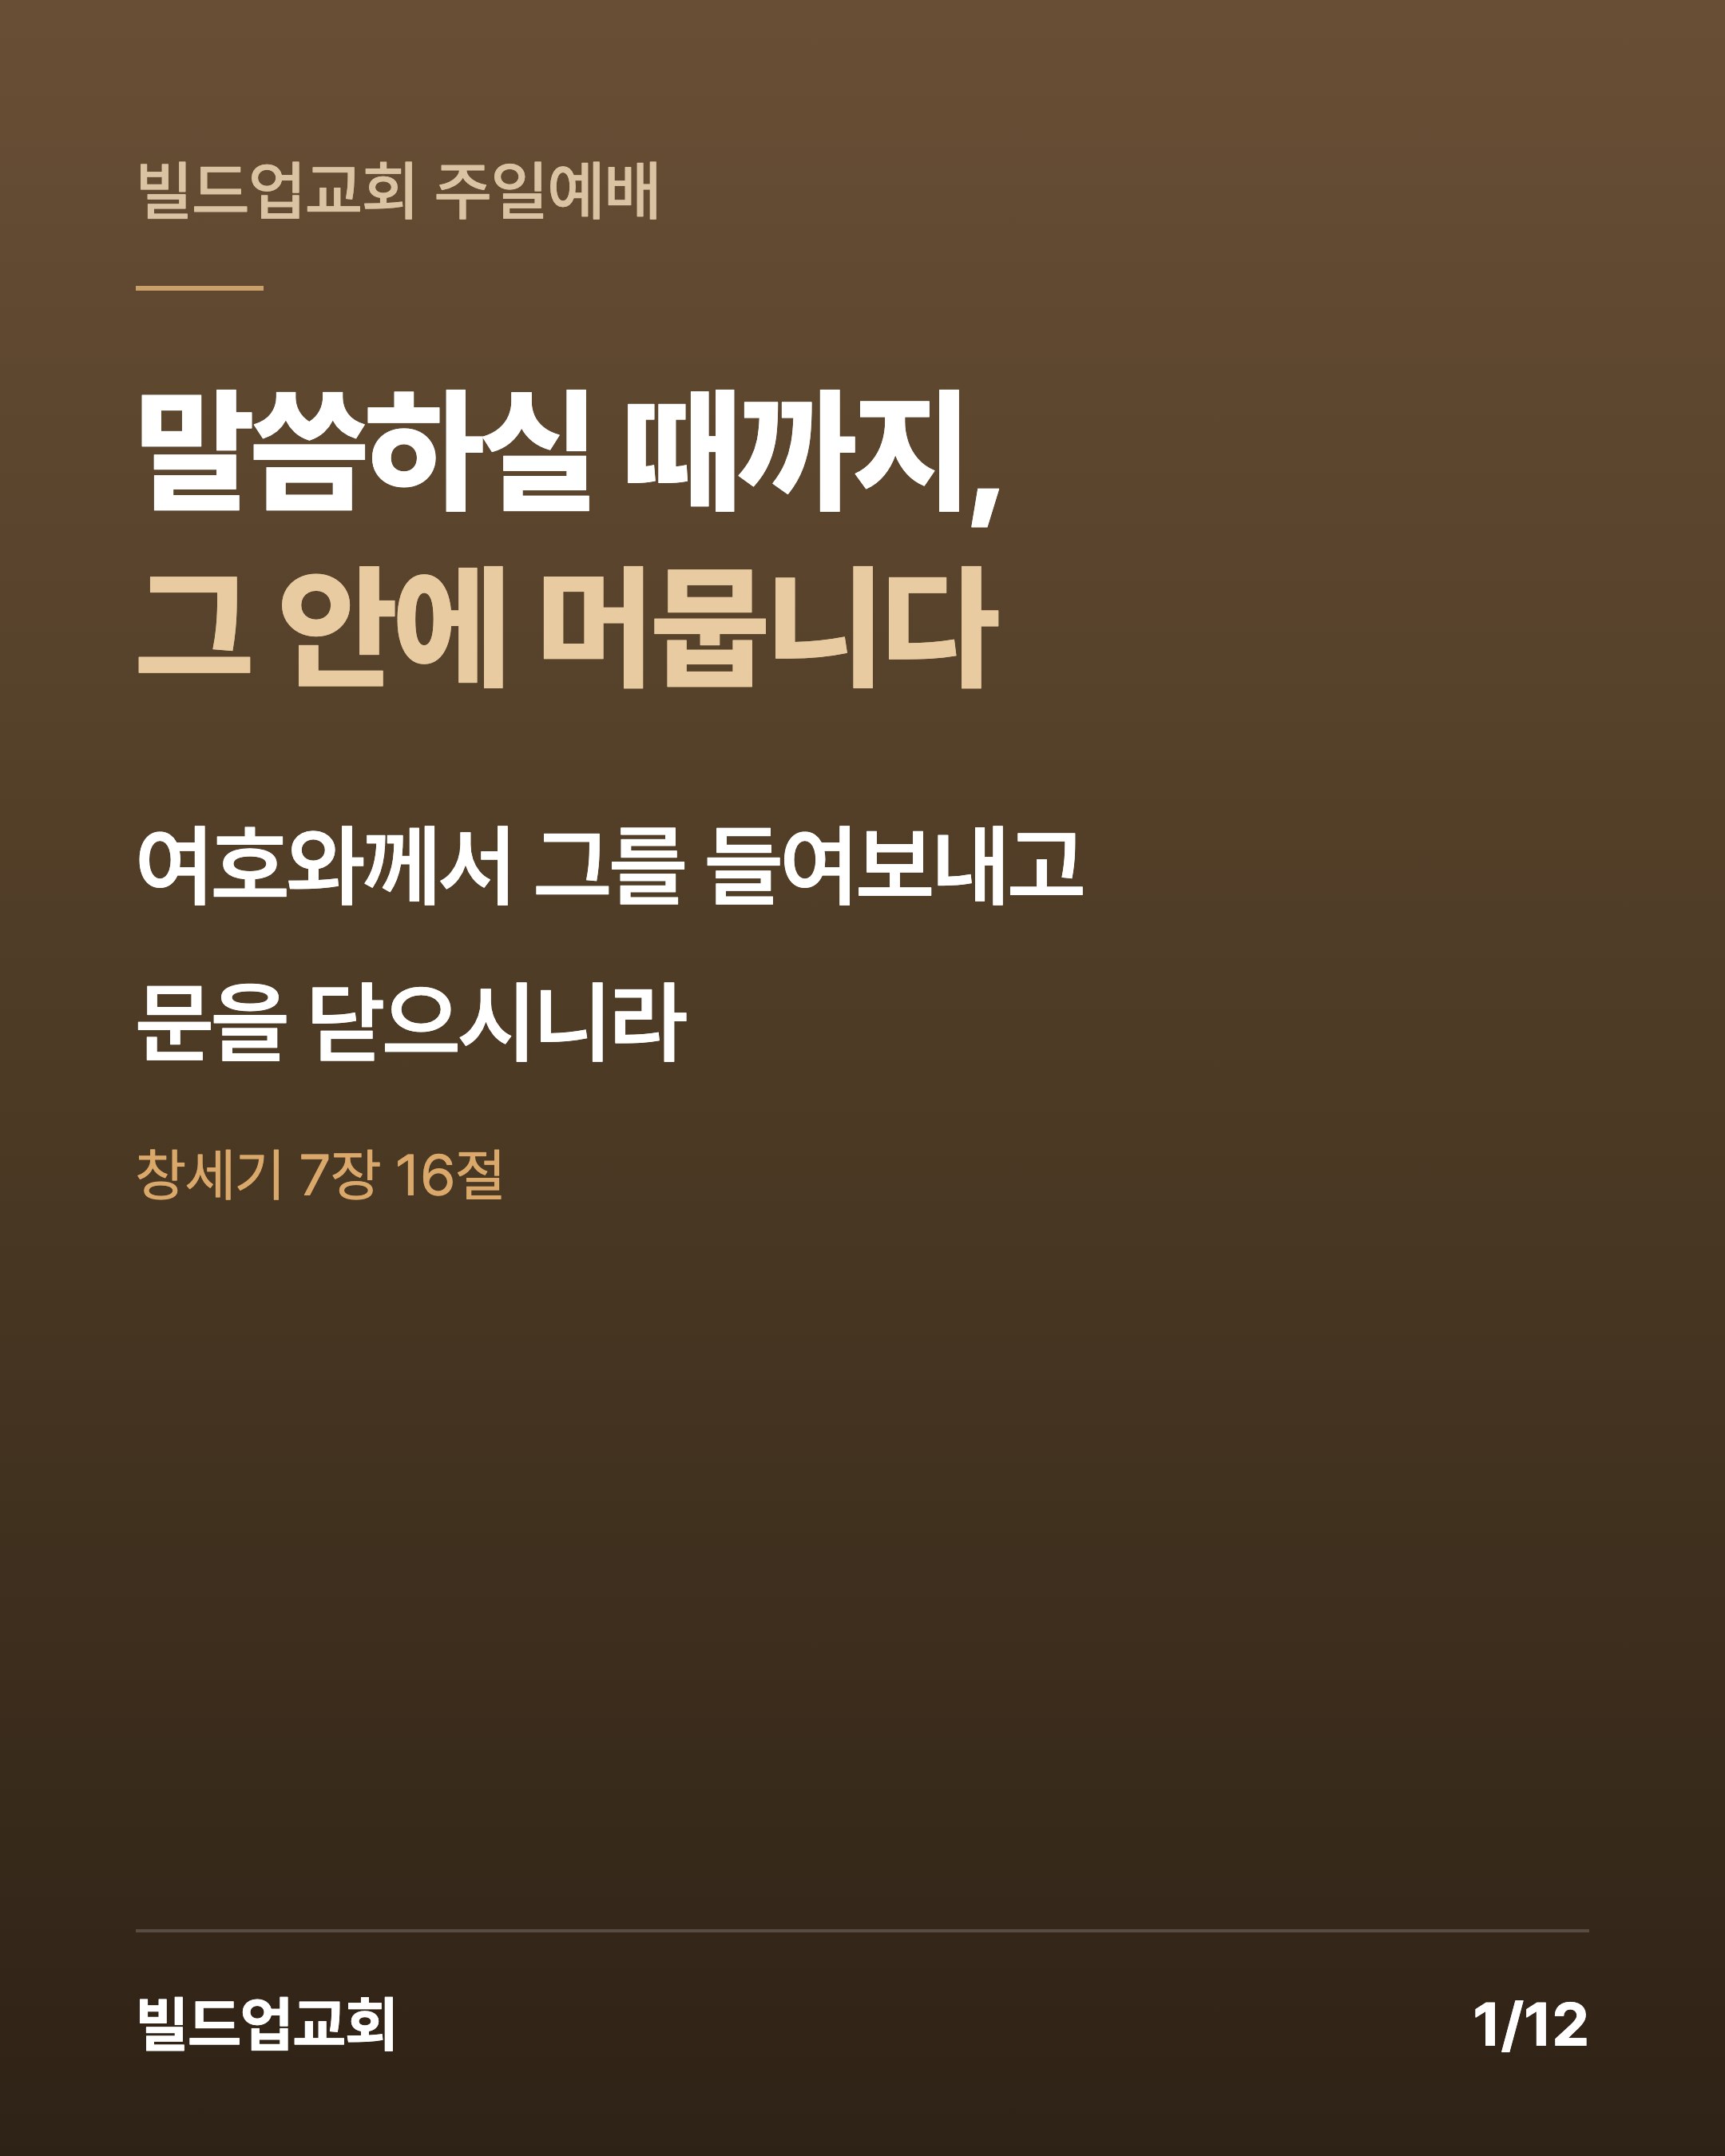 빌드업교회 주일예배
말씀하실 때까지,
그 안에 머뭅니다
여호와께서 그를 들여보내고
문을 닫으시니라
창세기 7장 16절
빌드업교회
1/12